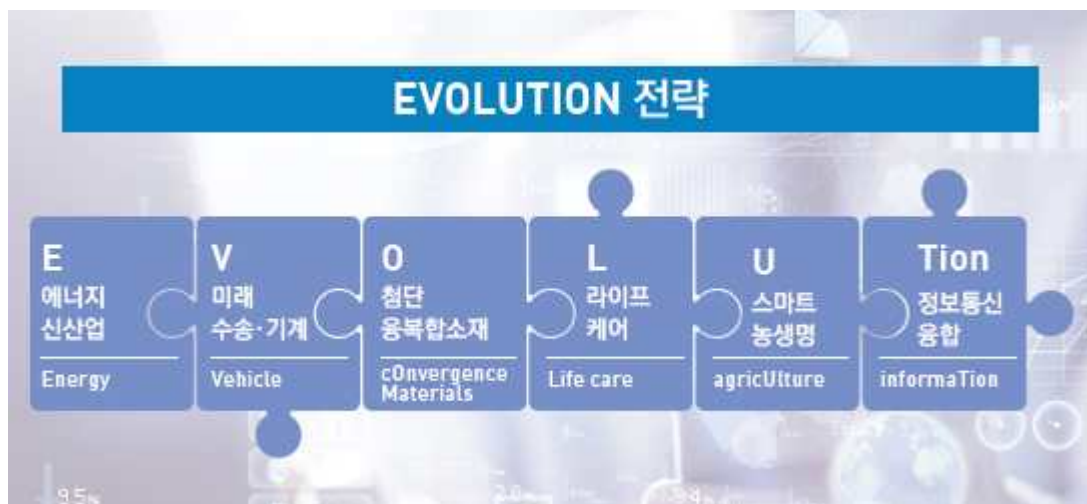 EVOLUTION 전략
E
에너지
신산업
Energy
V
미래
수송·기계
Vehicle
O
첨단
융복합소재
cOnvergence
Materials
L
라이프
케어
Life care
U
스마트
농생명
agricUlture
Tion
정보통신
융합
informaTion